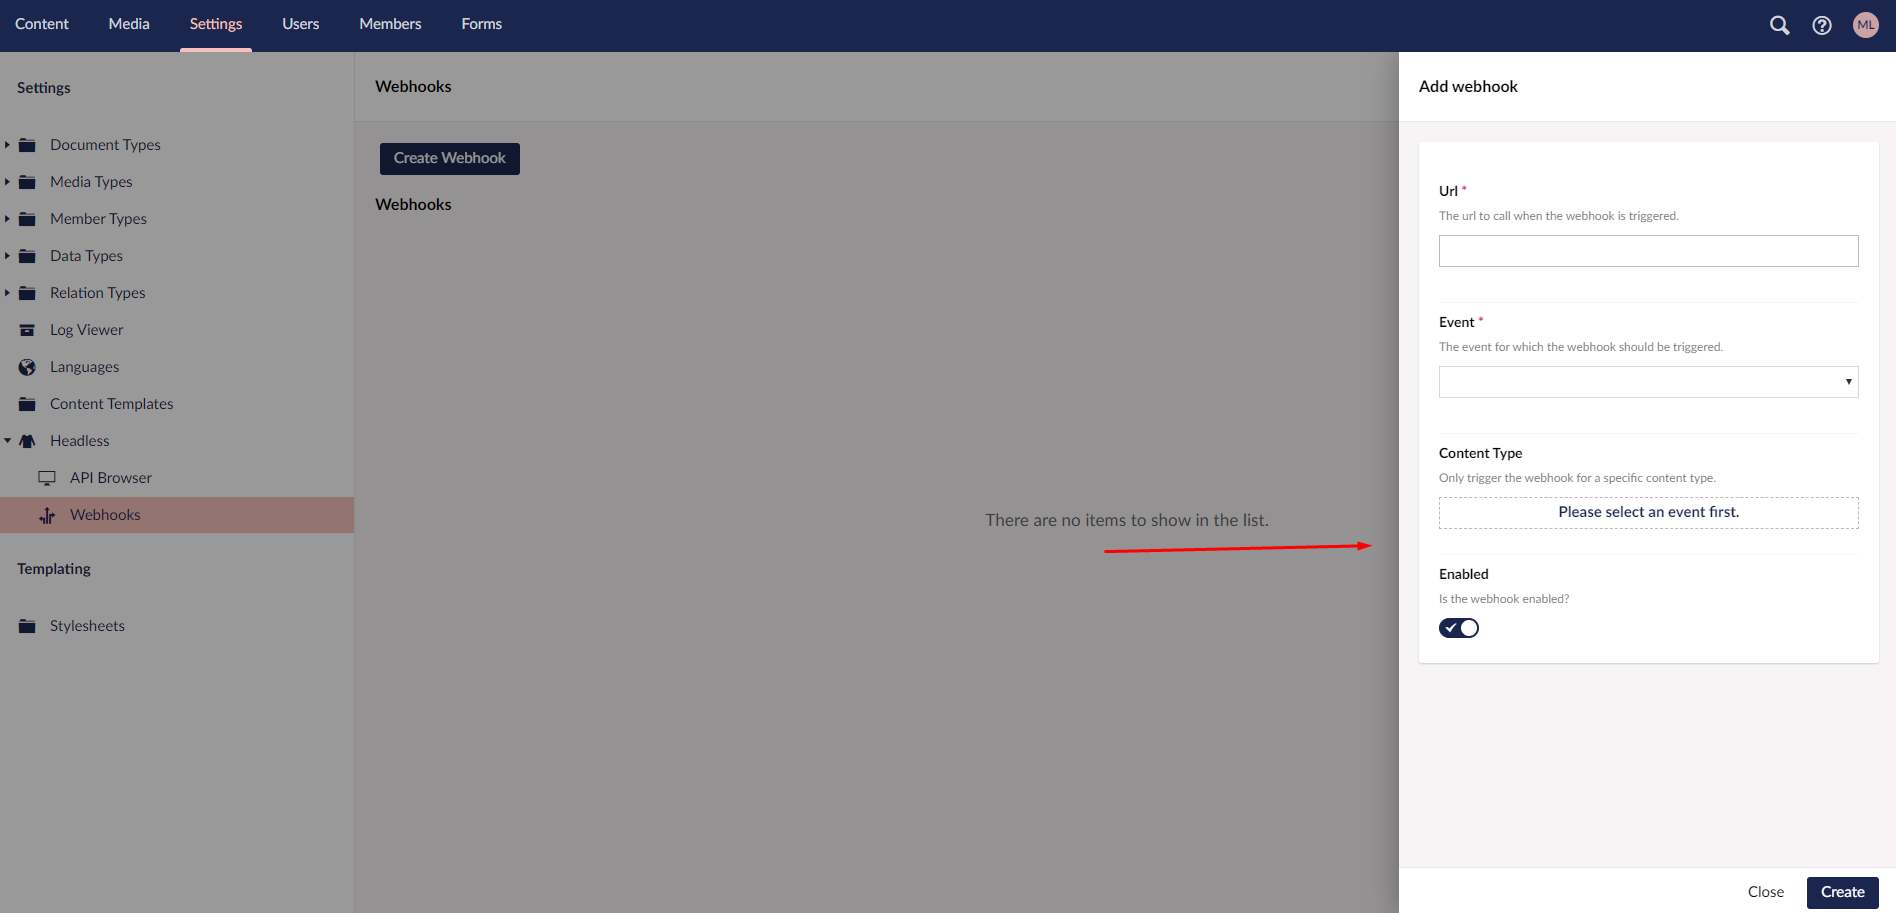 Content Media Settings Users Members Forms
ML
Settings
Document Types
Media Types
Member Types
Data Types
Relation Types
Log Viewer
Languages
Content Templates
Headless
API Browser
Webhooks
Templating
Stylesheets
Webhooks
Create Webhook
Webhooks
There are no items to show in the list.
Add webhook
Url *
The url to call when the webhook is triggered.
Event *
The event for which the webhook should be triggered.
Content Type
Only trigger the webhook for a specific content type.
Please select an event first.
Enabled
Is the webhook enabled?
Close Create